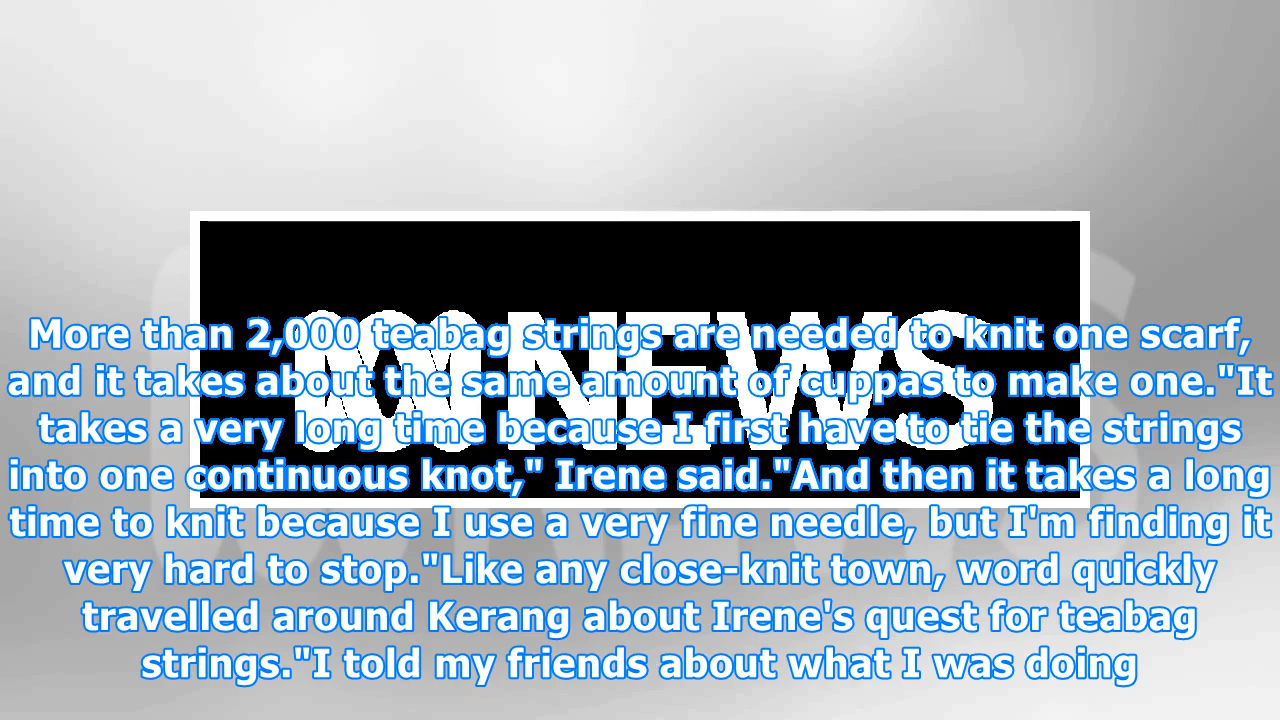 NEWS
More than 2,000 teabag strings are needed to knit one scarf,
and it takes about the same amount of cuppas to make one."It
takes a very long time because I first have to tie the strings
into one continuous knot," Irene said."And then it takes a long
time to knit because I use a very fine needle, but I'm finding it
very hard to stop."Like any close-knit town, word quickly
travelled around Kerang about Irene's quest for teabag
strings."I told my friends about what I was doing